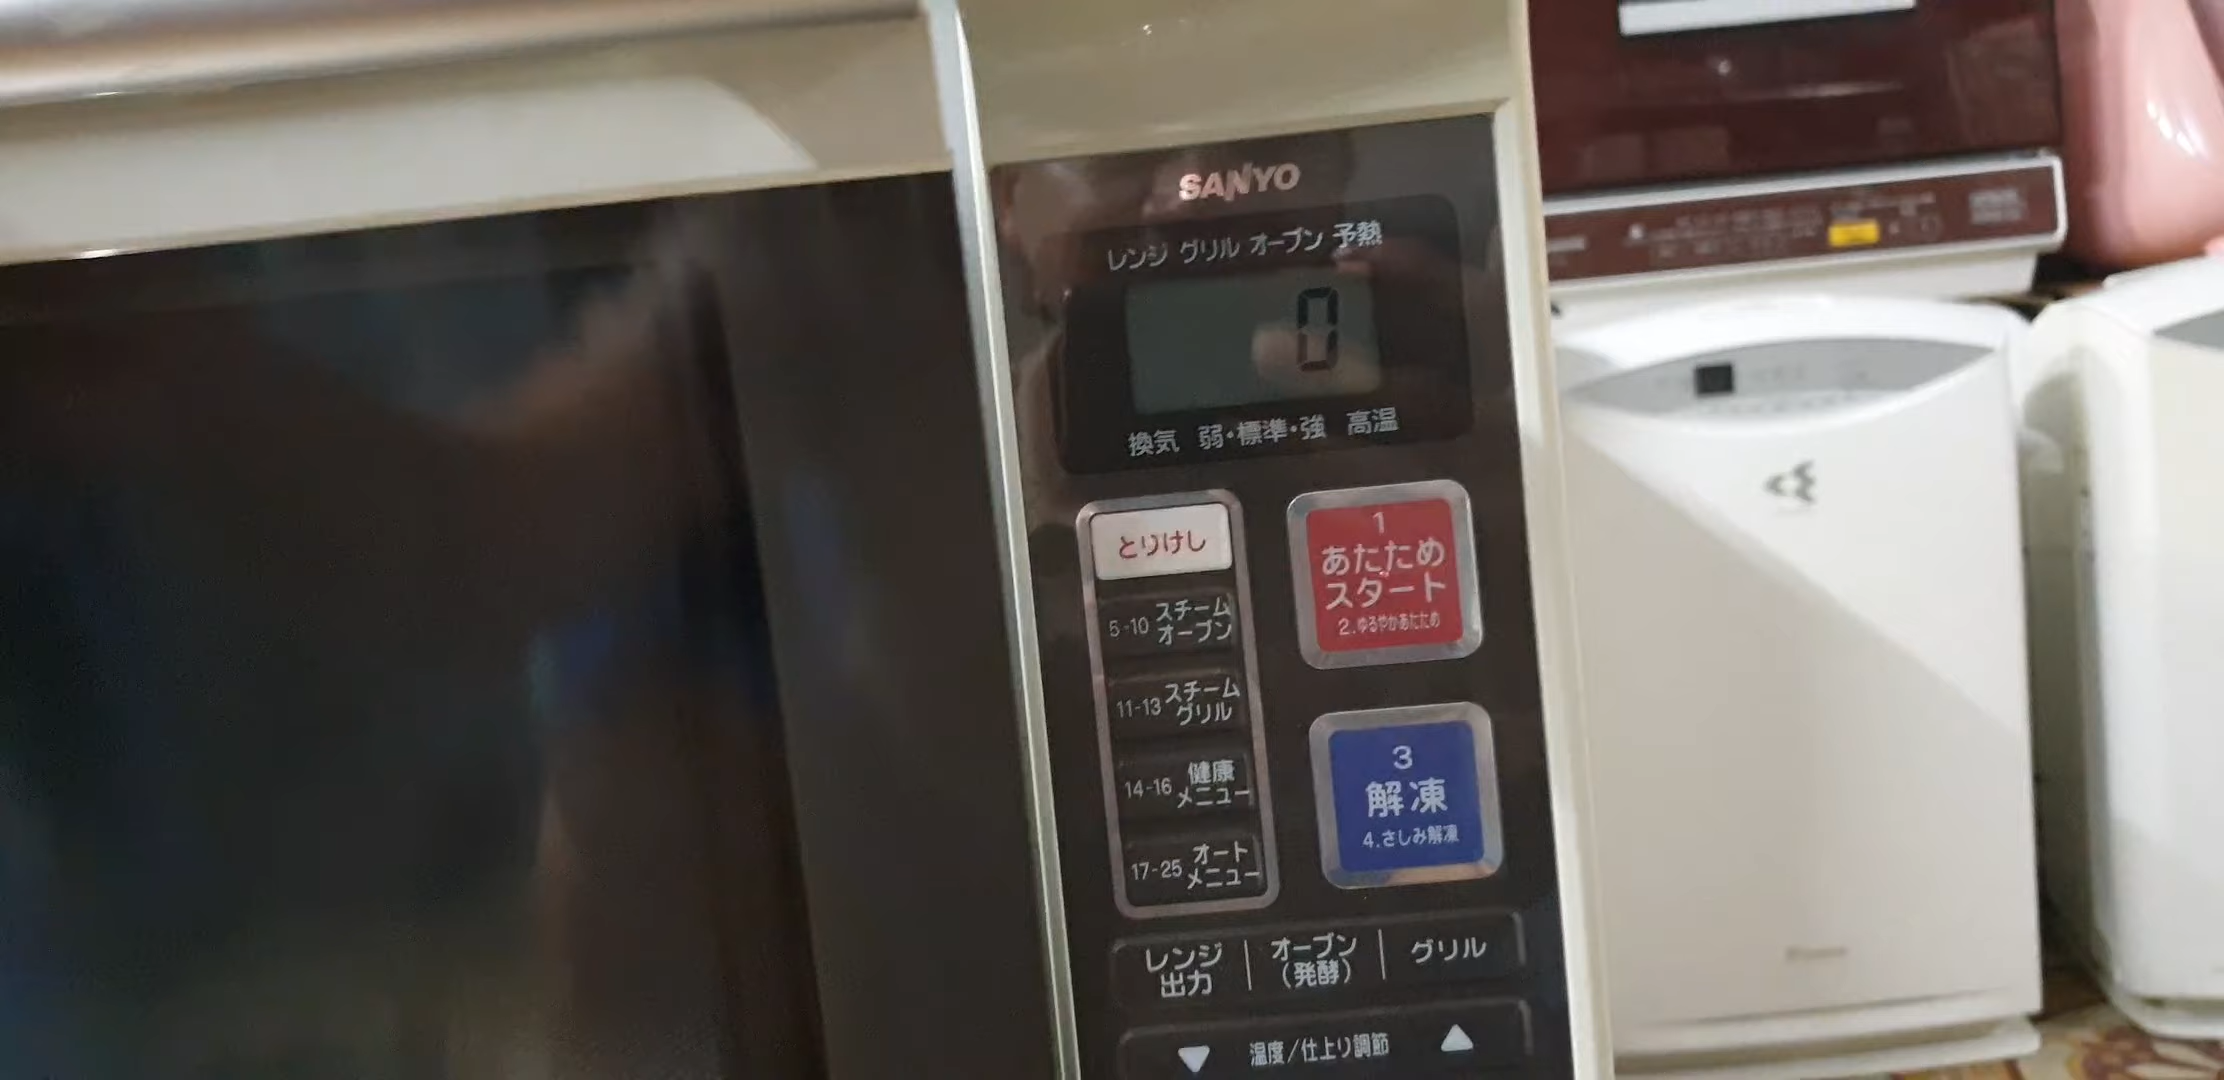 SANYO
レンジ グリル オーブン 予熱
0
換気 弱・標準・強 高温
とりけし
1
あたため
スタート
2.ゆるやかあたため
5-10 スチーム
オーブン
11-13 スチーム
グリル
14-16 健康
メニュー
17-25 オート
メニュー
3
解凍
4.さしみ解凍
レンジ
出力
オーブン
(発酵)
グリル
▼ 温度/仕上り調節 ▲